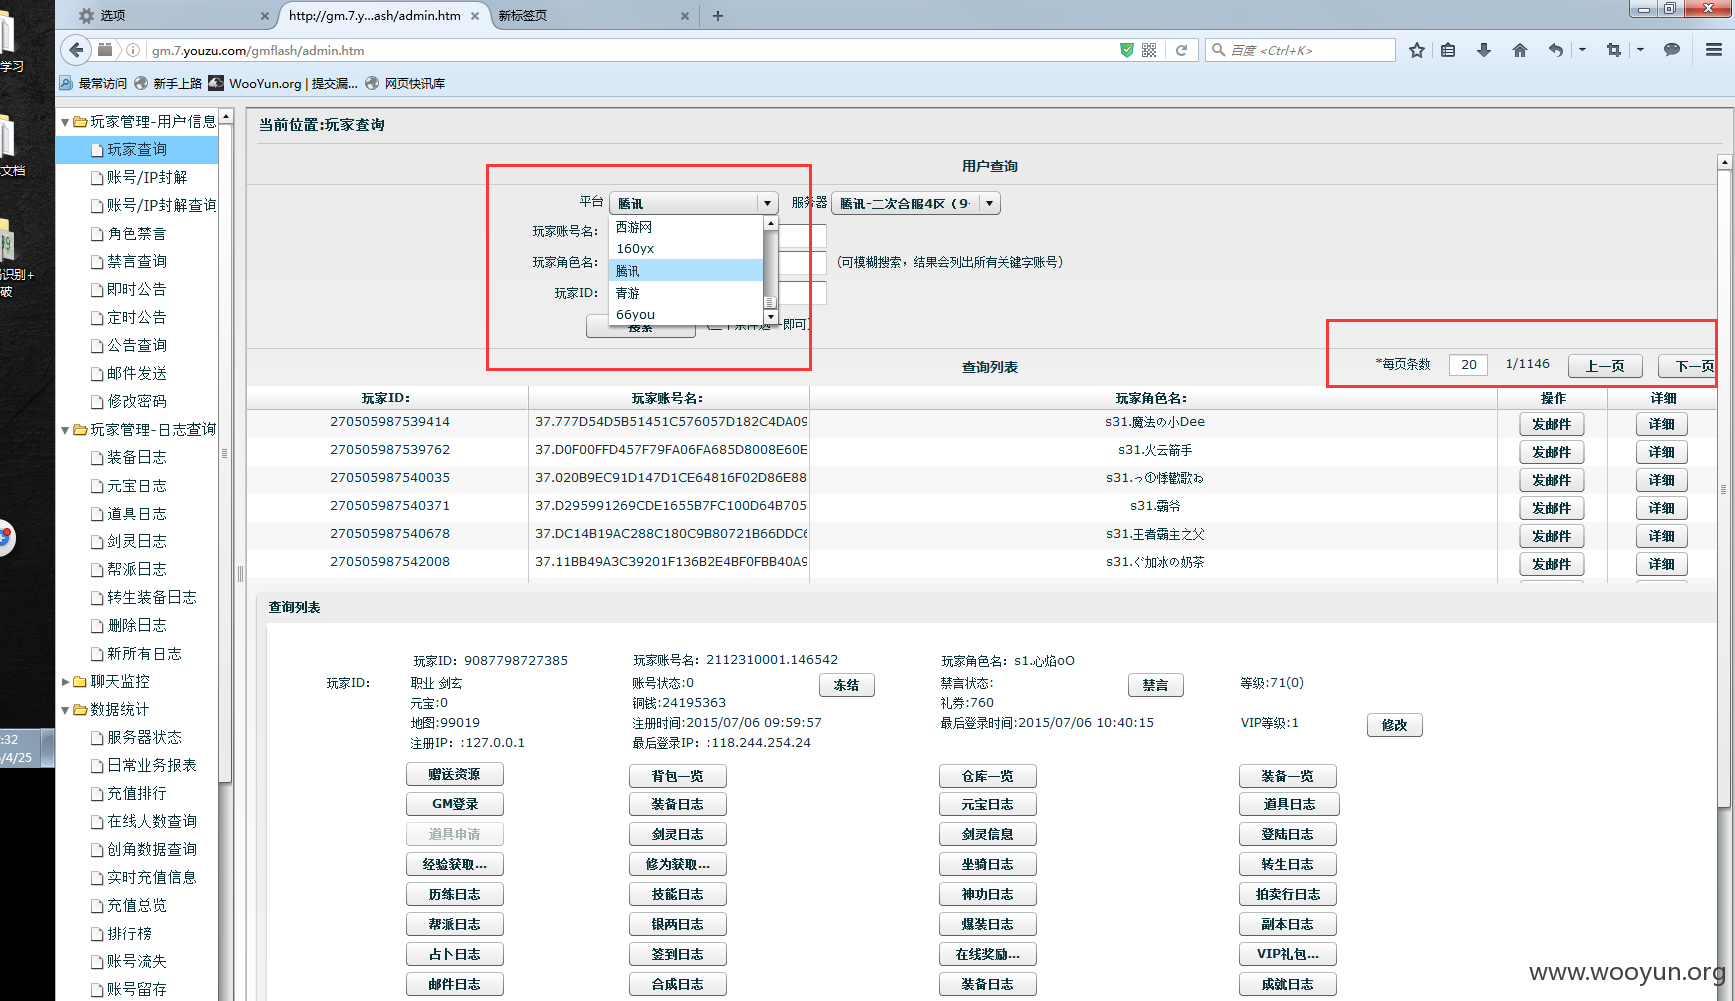 选项
http://gm.7.y...ash/admin.htm
新标签页
gm.7.youzu.com/gmflash/admin.htm
百度 <Ctrl+K>
最常访问
新手上路
WooYun.org | 提交漏...
网页快讯库
学习
文档
识别+
破
:32
/4/25
玩家管理-用户信息
玩家查询
账号/IP封解
账号/IP封解查询
角色禁言
禁言查询
即时公告
定时公告
公告查询
邮件发送
修改密码
玩家管理-日志查询
装备日志
元宝日志
道具日志
剑灵日志
帮派日志
转生装备日志
删除日志
新所有日志
聊天监控
数据统计
服务器状态
日常业务报表
充值排行
在线人数查询
创角数据查询
实时充值信息
充值总览
排行榜
账号流失
账号留存
当前位置:玩家查询
用户查询
平台 腾讯 服务器 腾讯-二次合服4区（9-
西游网
160yx
腾讯
青游
66you
玩家账号名:
玩家角色名: (可模糊搜索，结果会列出所有关键字账号)
玩家ID:
搜索 即可)
查询列表
*每页条数 20 1/1146 上一页 下一页
玩家ID: 玩家账号名: 玩家角色名: 操作 详细
270505987539414 37.777D54D5B51451C576057D182C4DA09 s31.魔法の小Dee 发邮件 详细
270505987539762 37.D0F00FFD457F79FA06FA685D8008E60E s31.火云箭手 发邮件 详细
270505987540035 37.020B9EC91D147D1CE64816F02D86E88 s31. 发邮件 详细
270505987540371 37.D295991269CDE1655B7FC100D64B705 s31.霸爷 发邮件 详细
270505987540678 37.DC14B19AC288C180C9B80721B66DDC6 s31.王者霸主之父 发邮件 详细
270505987542008 37.11BB49A3C39201F136B2E4BF0FBB40A9 s31.ぐ加冰の奶茶 发邮件 详细
查询列表
玩家ID: 9087798727385 玩家账号名: 2112310001.146542 玩家角色名: s1.心焰oO
玩家ID: 职业 剑玄 账号状态:0 冻结 禁言状态: 禁言 等级:71(0)
元宝:0 铜钱:24195363 礼券:760
地图:99019 注册时间:2015/07/06 09:59:57 最后登录时间:2015/07/06 10:40:15 VIP等级:1 修改
注册IP: :127.0.0.1 最后登录IP: :118.244.254.24
赠送资源 背包一览 仓库一览 装备一览
GM登录 装备日志 元宝日志 道具日志
道具申请 剑灵日志 剑灵信息 登陆日志
经验获取... 修为获取... 坐骑日志 转生日志
历练日志 技能日志 神功日志 拍卖行日志
帮派日志 银两日志 爆装日志 副本日志
占卜日志 签到日志 在线奖励... VIP礼包...
邮件日志 合成日志 装备日志 成就日志
www.wooyun.org